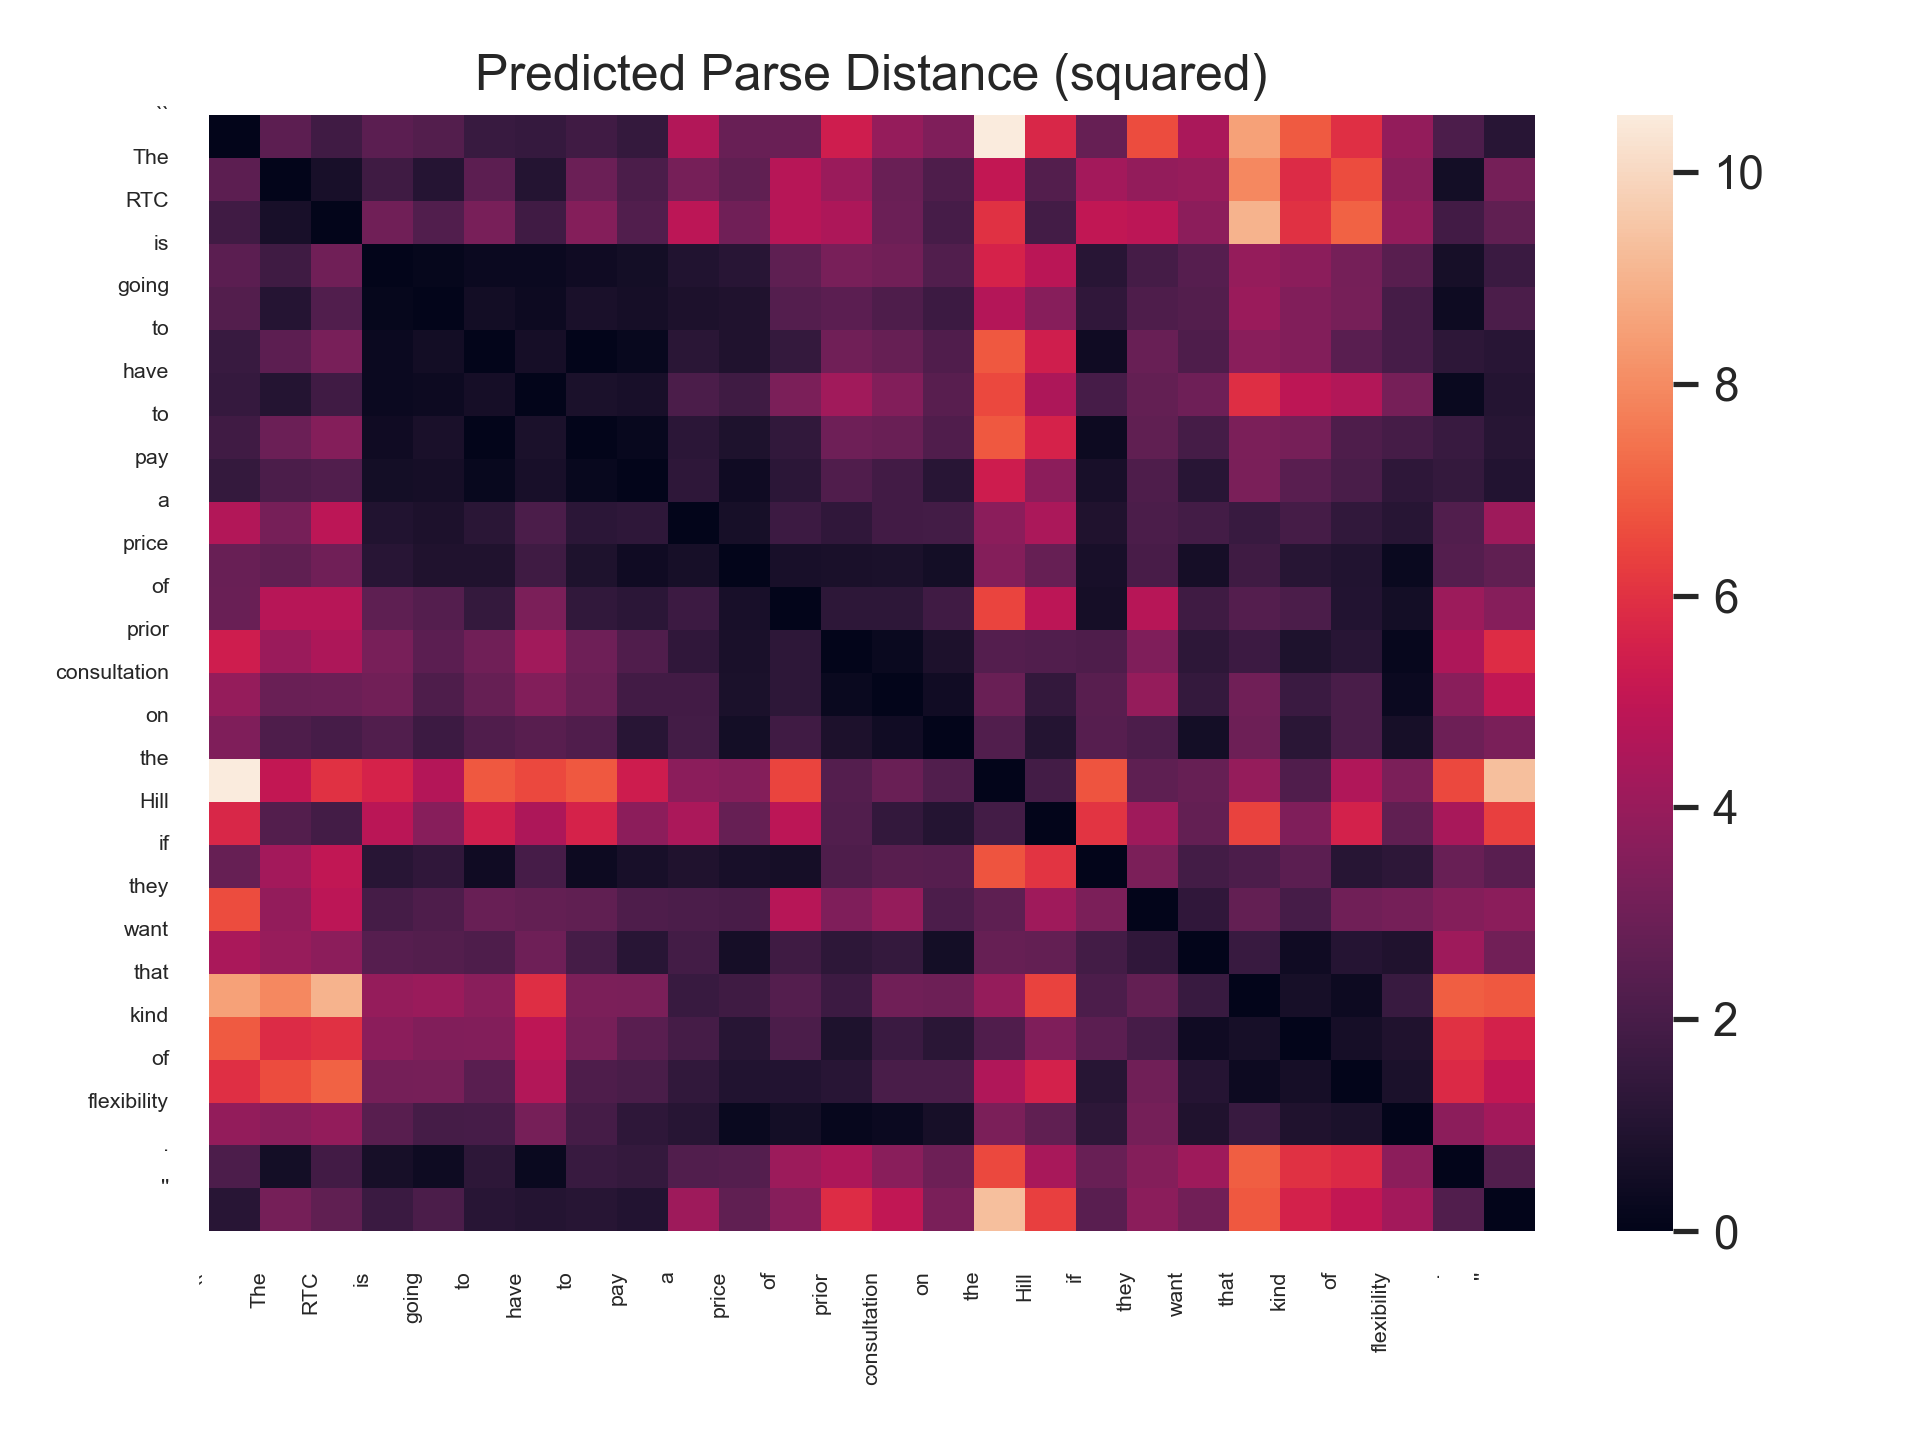 Predicted Parse Distance (squared)
``
The
RTC
is
going
to
have
to
pay
a
price
of
prior
consultation
on
the
Hill
if
they
want
that
kind
of
flexibility
.
"
10
8
6
4
2
0
`` The RTC is going to have to pay a price of prior consultation on the Hill if they want that kind of flexibility . "